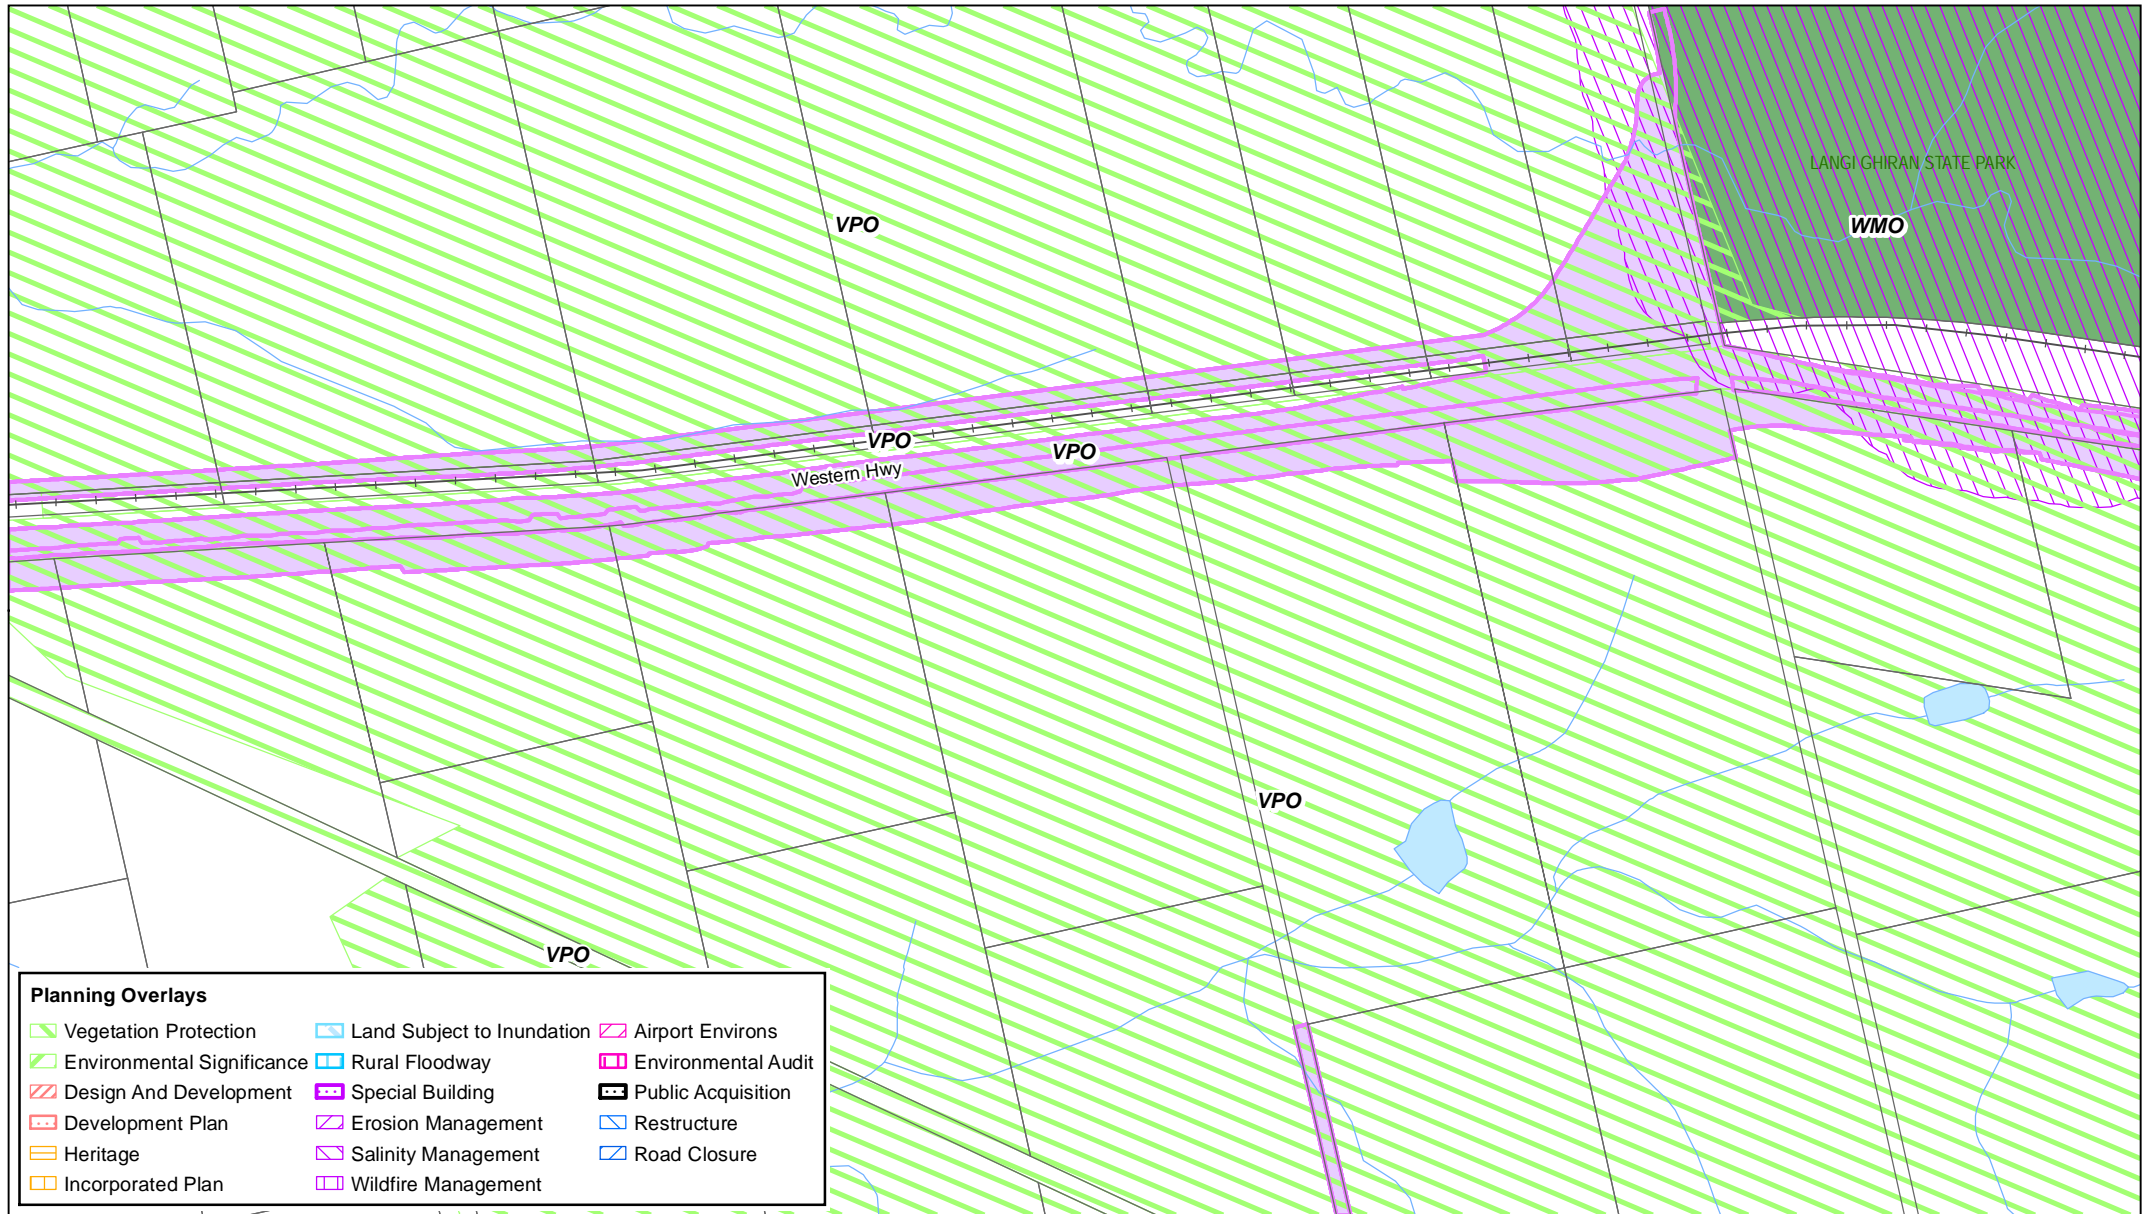 LANGI GHIRAN STATE PARK
VPO
WMO
VPO
VPO
Western Hwy
VPO
VPO
Planning Overlays
Vegetation Protection
Land Subject to Inundation
Airport Environs
Environmental Significance
Rural Floodway
Environmental Audit
Design And Development
Special Building
Public Acquisition
Development Plan
Erosion Management
Restructure
Heritage
Salinity Management
Road Closure
Incorporated Plan
Wildfire Management